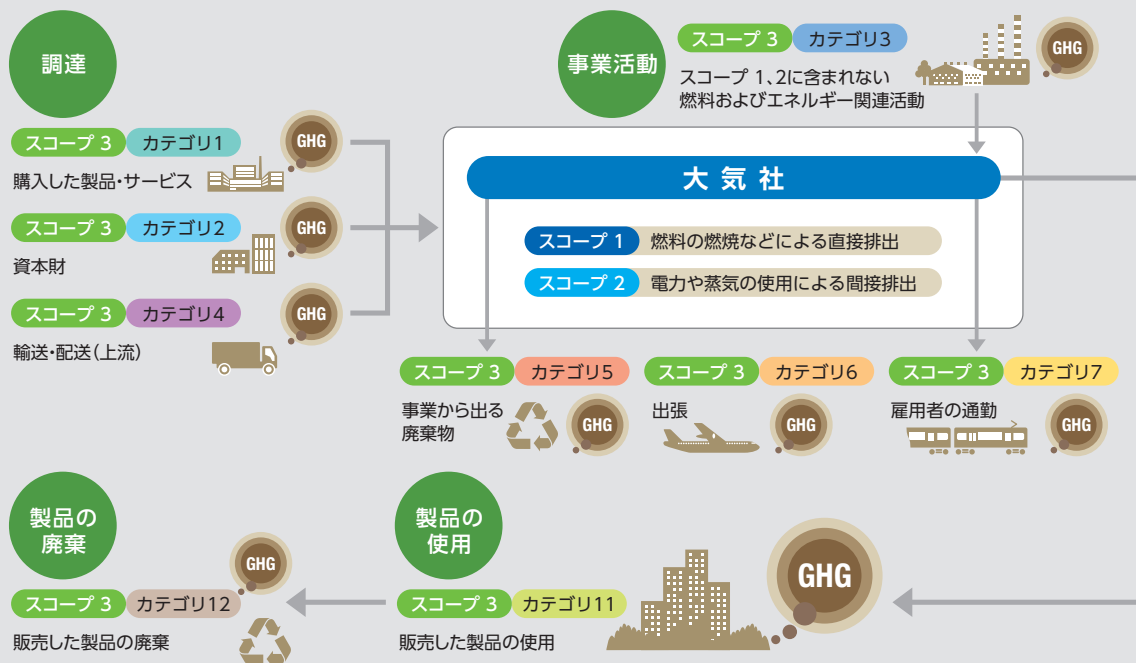 調達
スコープ 3 カテゴリ1
GHG
購入した製品・サービス
スコープ 3 カテゴリ2
GHG
資本財
スコープ 3 カテゴリ4
GHG
輸送・配送(上流)
事業活動
スコープ 3 カテゴリ3
GHG
スコープ 1、2に含まれない
燃料およびエネルギー関連活動
大気社
スコープ 1 燃料の燃焼などによる直接排出
スコープ 2 電力や蒸気の使用による間接排出
スコープ 3 カテゴリ5
事業から出る
廃棄物
GHG
スコープ 3 カテゴリ6
出張
GHG
スコープ 3 カテゴリ7
雇用者の通勤
GHG
製品の
廃棄
GHG
スコープ 3 カテゴリ12
販売した製品の廃棄
製品の
使用
スコープ 3 カテゴリ11
販売した製品の使用
GHG